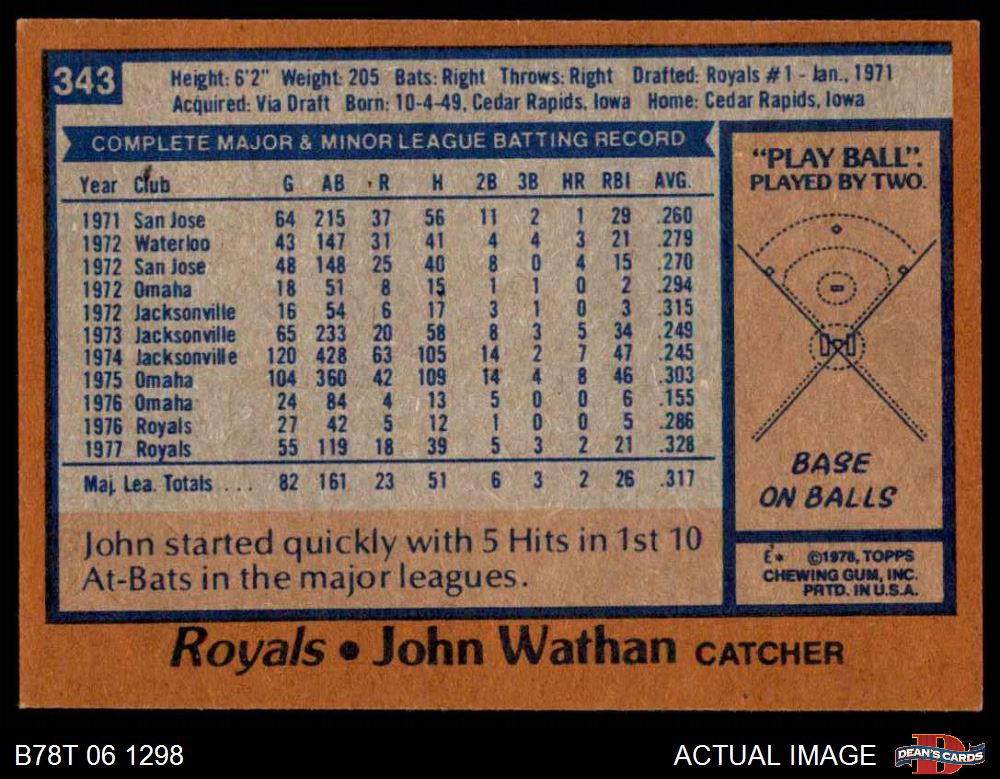 343
Height: 6'2" Weight: 205 Bats: Right Throws: Right Drafted: Royals #1 - Jan., 1971
Acquired: Via Draft Born: 10-4-49, Cedar Rapids, Iowa Home: Cedar Rapids, Iowa
COMPLETE MAJOR & MINOR LEAGUE BATTING RECORD
Year Club G AB R H 2B 3B HR RBI AVG.
1971 San Jose 64 215 37 56 11 2 1 29 .260
1972 Waterloo 43 147 31 41 4 4 3 21 .279
1972 San Jose 48 148 25 40 8 0 4 15 .270
1972 Omaha 18 51 8 15 1 1 0 2 .294
1972 Jacksonville 16 54 6 17 3 1 0 3 .315
1973 Jacksonville 65 233 20 58 8 3 5 34 .249
1974 Jacksonville 120 428 63 105 14 2 7 47 .245
1975 Omaha 104 360 42 109 14 4 8 46 .303
1976 Omaha 24 84 4 13 5 0 0 6 .155
1976 Royals 27 42 5 12 1 0 0 5 .286
1977 Royals 55 119 18 39 5 3 2 21 .328
Maj. Lea. Totals ... 82 161 23 51 6 3 2 26 .317
John started quickly with 5 Hits in 1st 10
At-Bats in the major leagues.
"PLAY BALL".
PLAYED BY TWO.
BASE
ON BALLS
E* ©1978, TOPPS
CHEWING GUM, INC.
PRTD. IN U.S.A.
Royals • John Wathan CATCHER
B78T 06 1298
ACTUAL IMAGE
DEAN'S CARDS